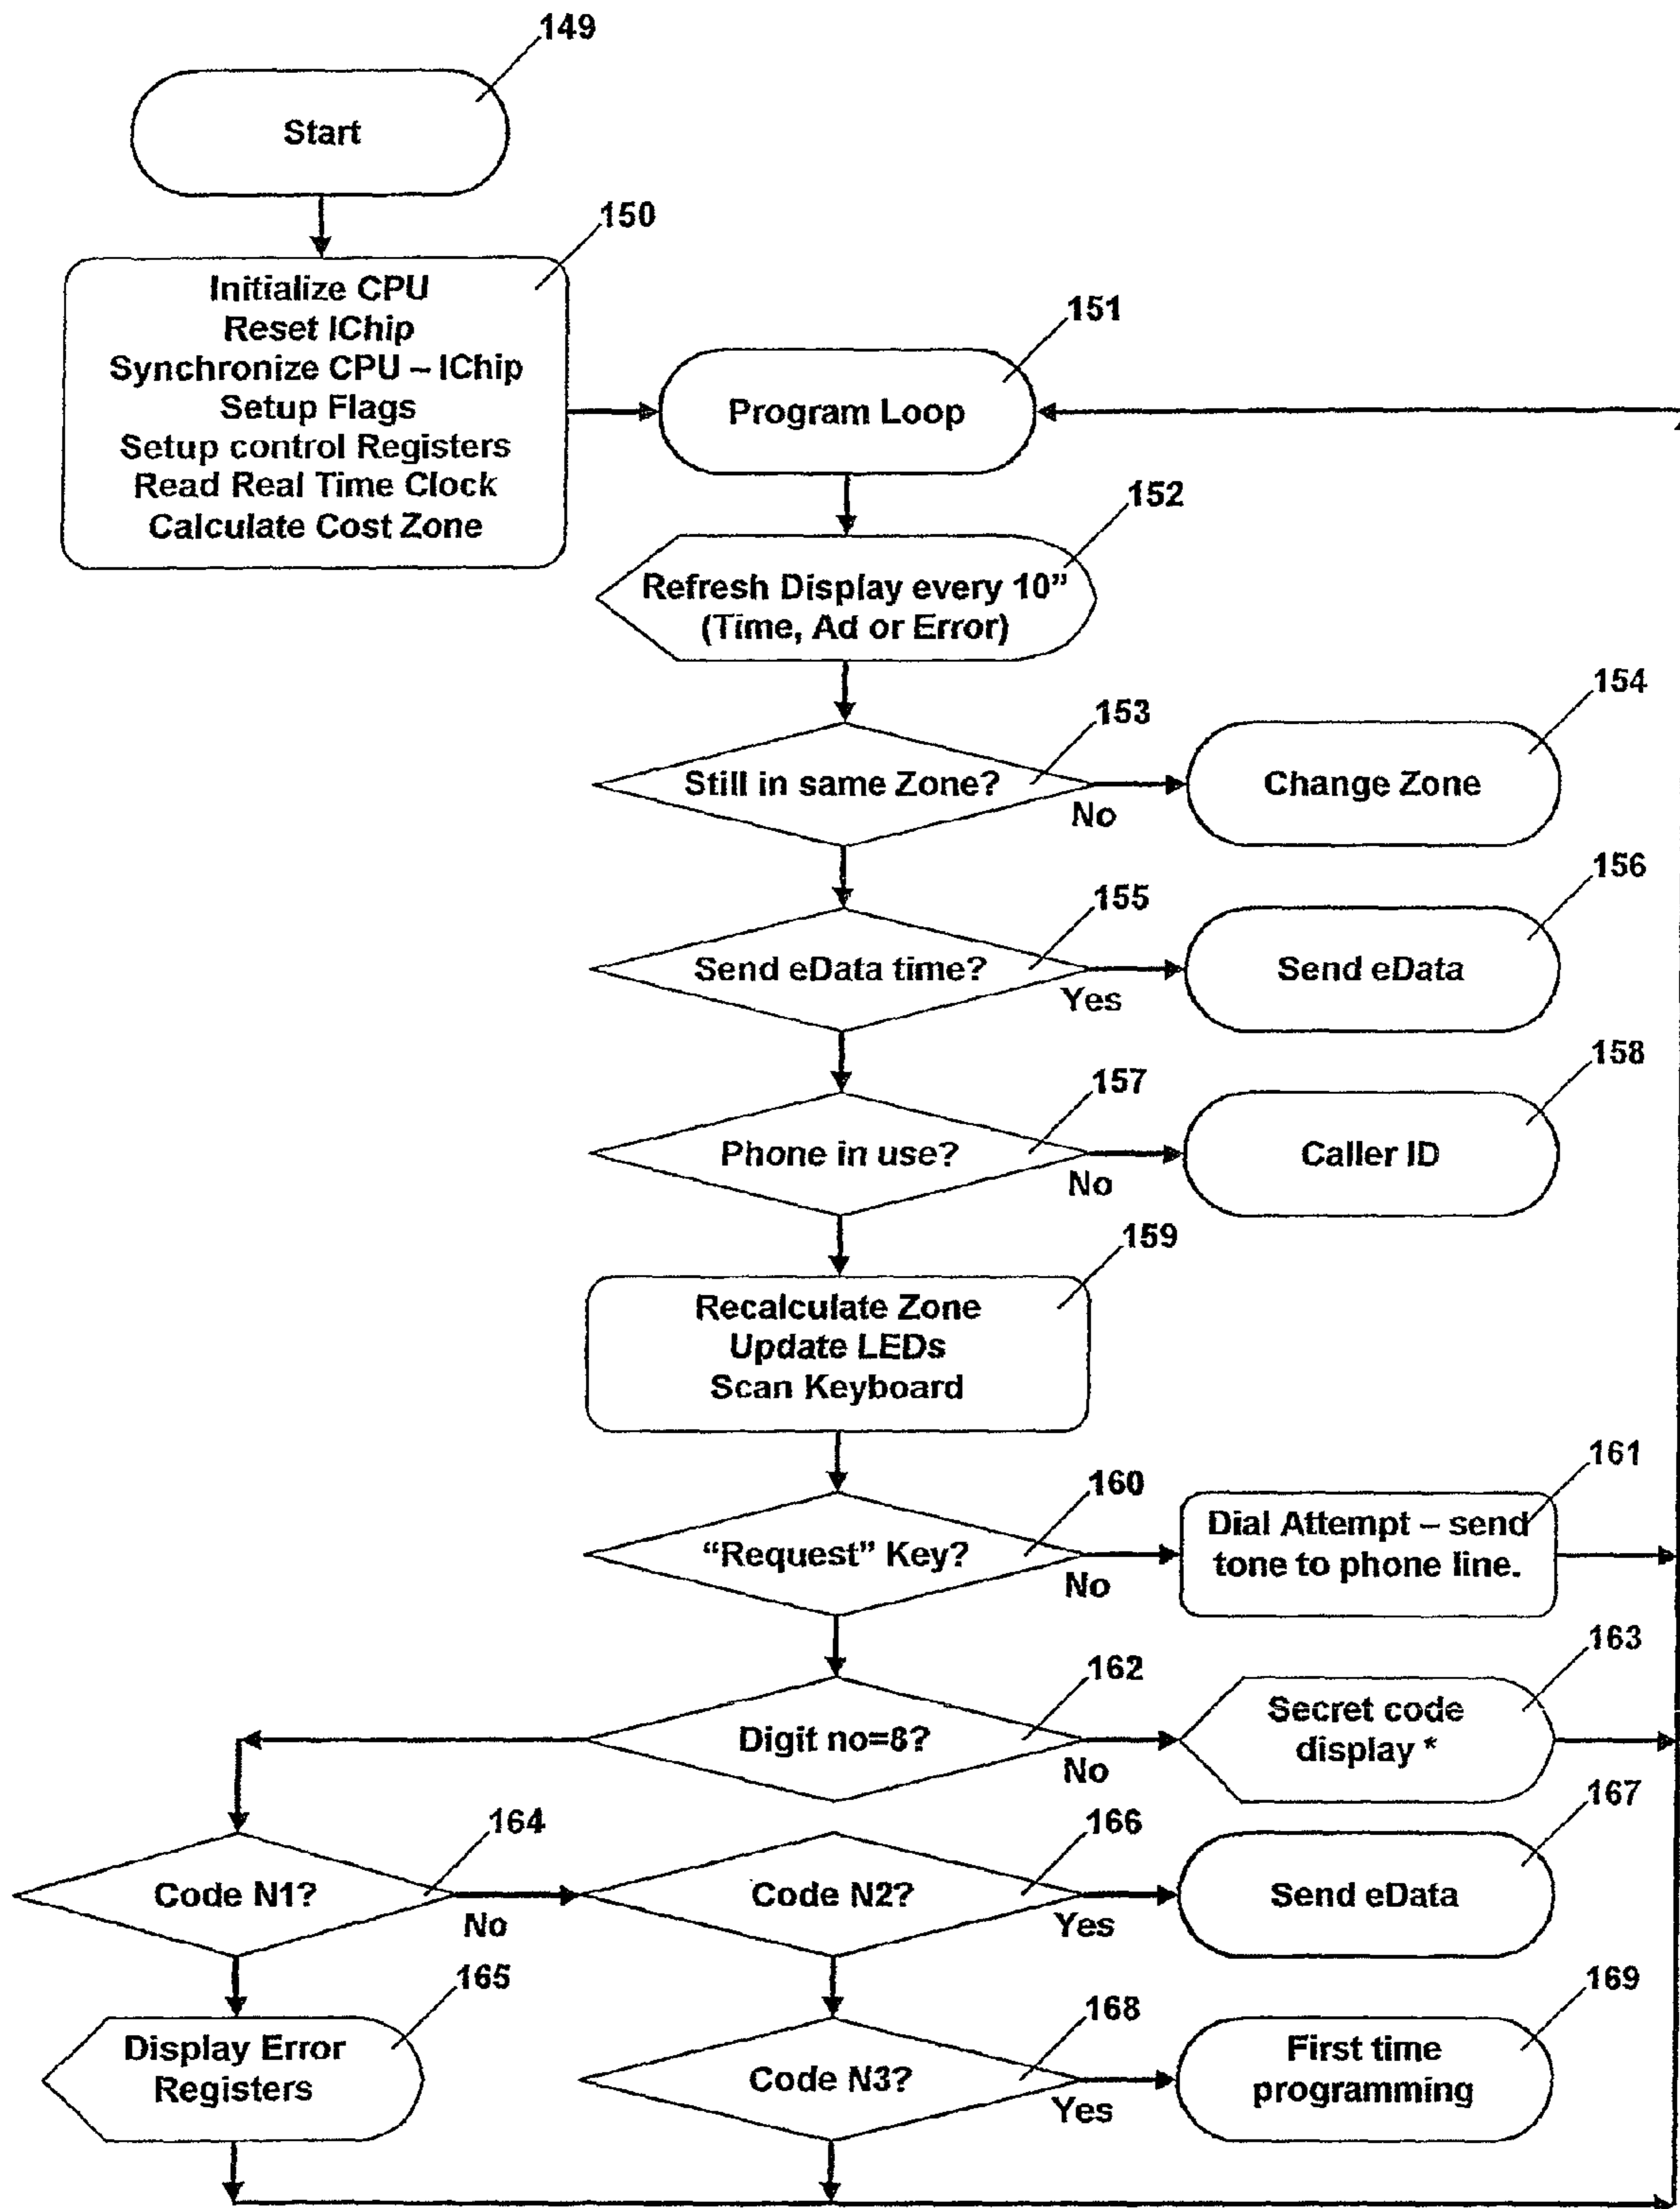 149
Start
150
Initialize CPU
Reset IChip
Synchronize CPU – IChip
Setup Flags
Setup control Registers
Read Real Time Clock
Calculate Cost Zone
151
Program Loop
152
Refresh Display every 10”
(Time, Ad or Error)
153
Still in same Zone?
No
154
Change Zone
155
Send eData time?
Yes
156
Send eData
157
Phone in use?
No
158
Caller ID
159
Recalculate Zone
Update LEDs
Scan Keyboard
160
“Request” Key?
No
161
Dial Attempt – send
tone to phone line.
162
Digit no=8?
No
163
Secret code
display *
164
Code N1?
No
165
Display Error
Registers
166
Code N2?
Yes
167
Send eData
168
Code N3?
Yes
169
First time
programming